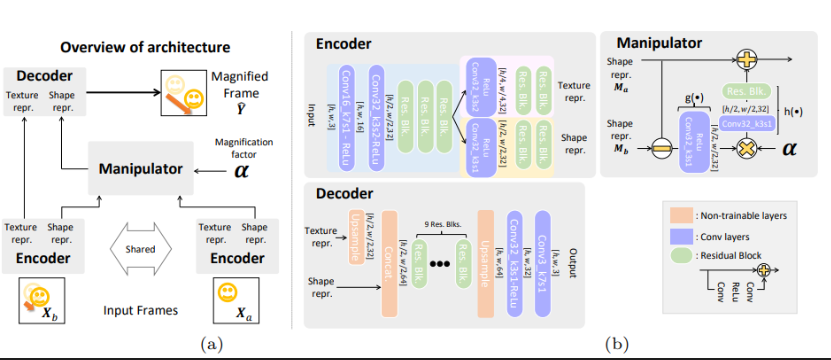 Overview of architecture
Decoder
Texture repr.
Shape repr.
Magnified Frame
Ŷ
Manipulator
Magnification factor
α
Texture repr.
Shape repr.
Encoder
Shared
Texture repr.
Shape repr.
Encoder
X_b
Input Frames
X_a
(a)
Encoder
Input
[h,w,3]
Conv16_k7s1 - ReLu
[h,w,16]
Conv32_k3s2-ReLu
[h/2,w/2,32]
Res. Blk.
Res. Blk.
Res. Blk.
ReLu
Conv32_k3s2
[h/4,w/4,32]
Res. Blk.
Res. Blk.
Texture repr.
ReLu
Conv32_k3s1
[h/2,w/2,32]
Res. Blk.
Res. Blk.
Shape repr.
Manipulator
Shape repr.
M_a
Shape repr.
M_b
g(•)
ReLu
Conv32_k3s1
[h/2,w/2,32]
Res. Blk.
[h/2,w/2,32]
Conv32_k3s1
h(•)
α
Decoder
Texture repr.
Shape repr.
Upsample
[h/2,w/2,32]
Concat.
[h/2,w/2,64]
9 Res. Blks.
Res. Blk.
Res. Blk.
Upsample
[h,w,64]
Conv32_k3s1-ReLu
[h,w,32]
Conv3_k7s1
[h,w,3]
Output
: Non-trainable layers
: Conv layers
: Residual Block
Conv
ReLu
Conv
(b)